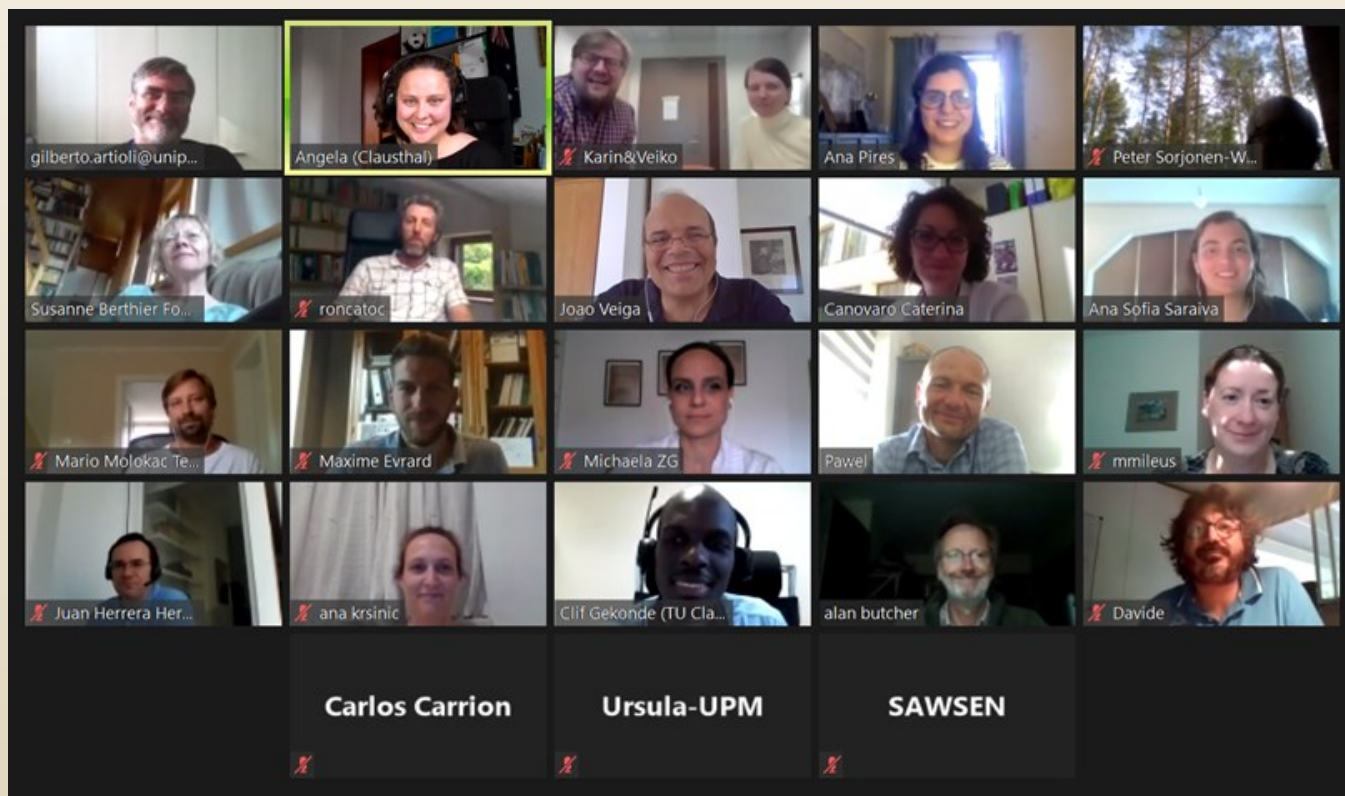 gilberto.artioli@unip...
Angela (Clausthal)
Karin&Veiko
Ana Pires
Peter Sorjonen-W...
Susanne Berthier Fo...
roncatoc
Joao Veiga
Canovaro Caterina
Ana Sofia Saraiva
Mario Molokac Te...
Maxime Evrard
Michaela ZG
Pawel
mmileus
Juan Herrera Her...
ana krsinic
Clif Gekonde (TU Cla...
alan butcher
Davide
Carlos Carrion
Ursula-UPM
SAWSEN